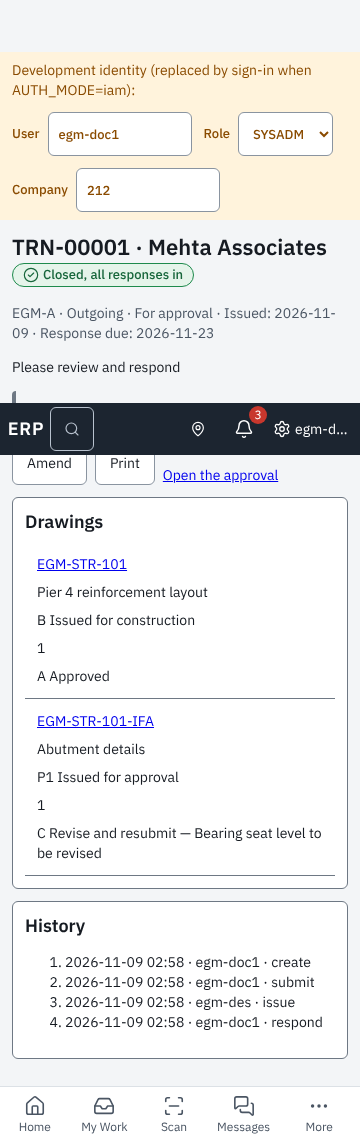 Development identity (replaced by sign-in when
AUTH_MODE=iam):
User egm-doc1 Role SYSADM
Company 212
TRN-00001 · Mehta Associates
Closed, all responses in
EGM-A · Outgoing · For approval · Issued: 2026-11-
09 · Response due: 2026-11-23
Please review and respond
ERP 3 egm-d...
Amend Print Open the approval
Drawings
EGM-STR-101
Pier 4 reinforcement layout
B Issued for construction
1
A Approved
EGM-STR-101-IFA
Abutment details
P1 Issued for approval
1
C Revise and resubmit — Bearing seat level to
be revised
History
1. 2026-11-09 02:58 · egm-doc1 · create
2. 2026-11-09 02:58 · egm-doc1 · submit
3. 2026-11-09 02:58 · egm-des · issue
4. 2026-11-09 02:58 · egm-doc1 · respond
Home My Work Scan Messages More